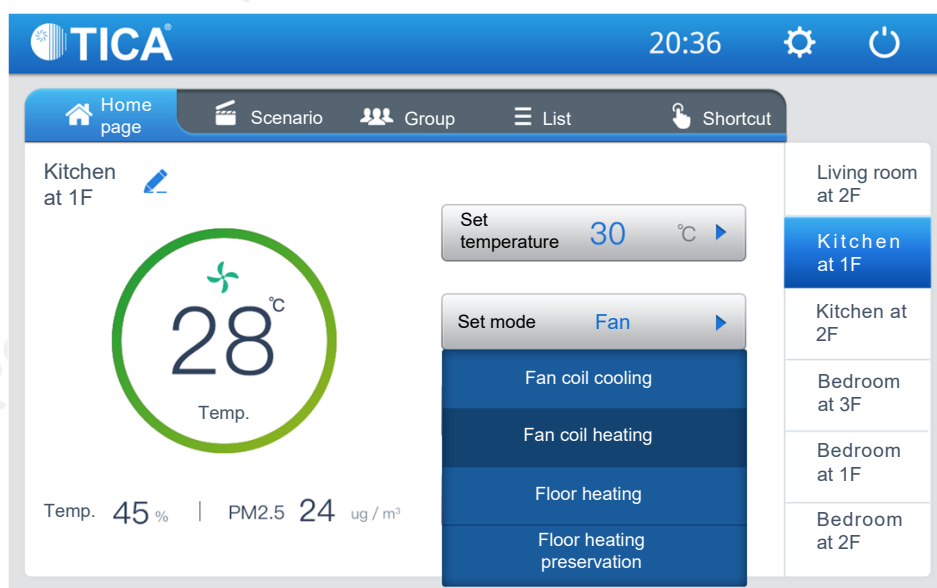 TICA®
20:36
Home
page
Scenario
Group
List
Shortcut
Kitchen
at 1F
28℃
Temp.
Temp. 45 % | PM2.5 24 ug / m³
Set
temperature
30 ℃
Set mode Fan
Fan coil cooling
Fan coil heating
Floor heating
Floor heating
preservation
Living room
at 2F
Kitchen
at 1F
Kitchen at
2F
Bedroom
at 3F
Bedroom
at 1F
Bedroom
at 2F